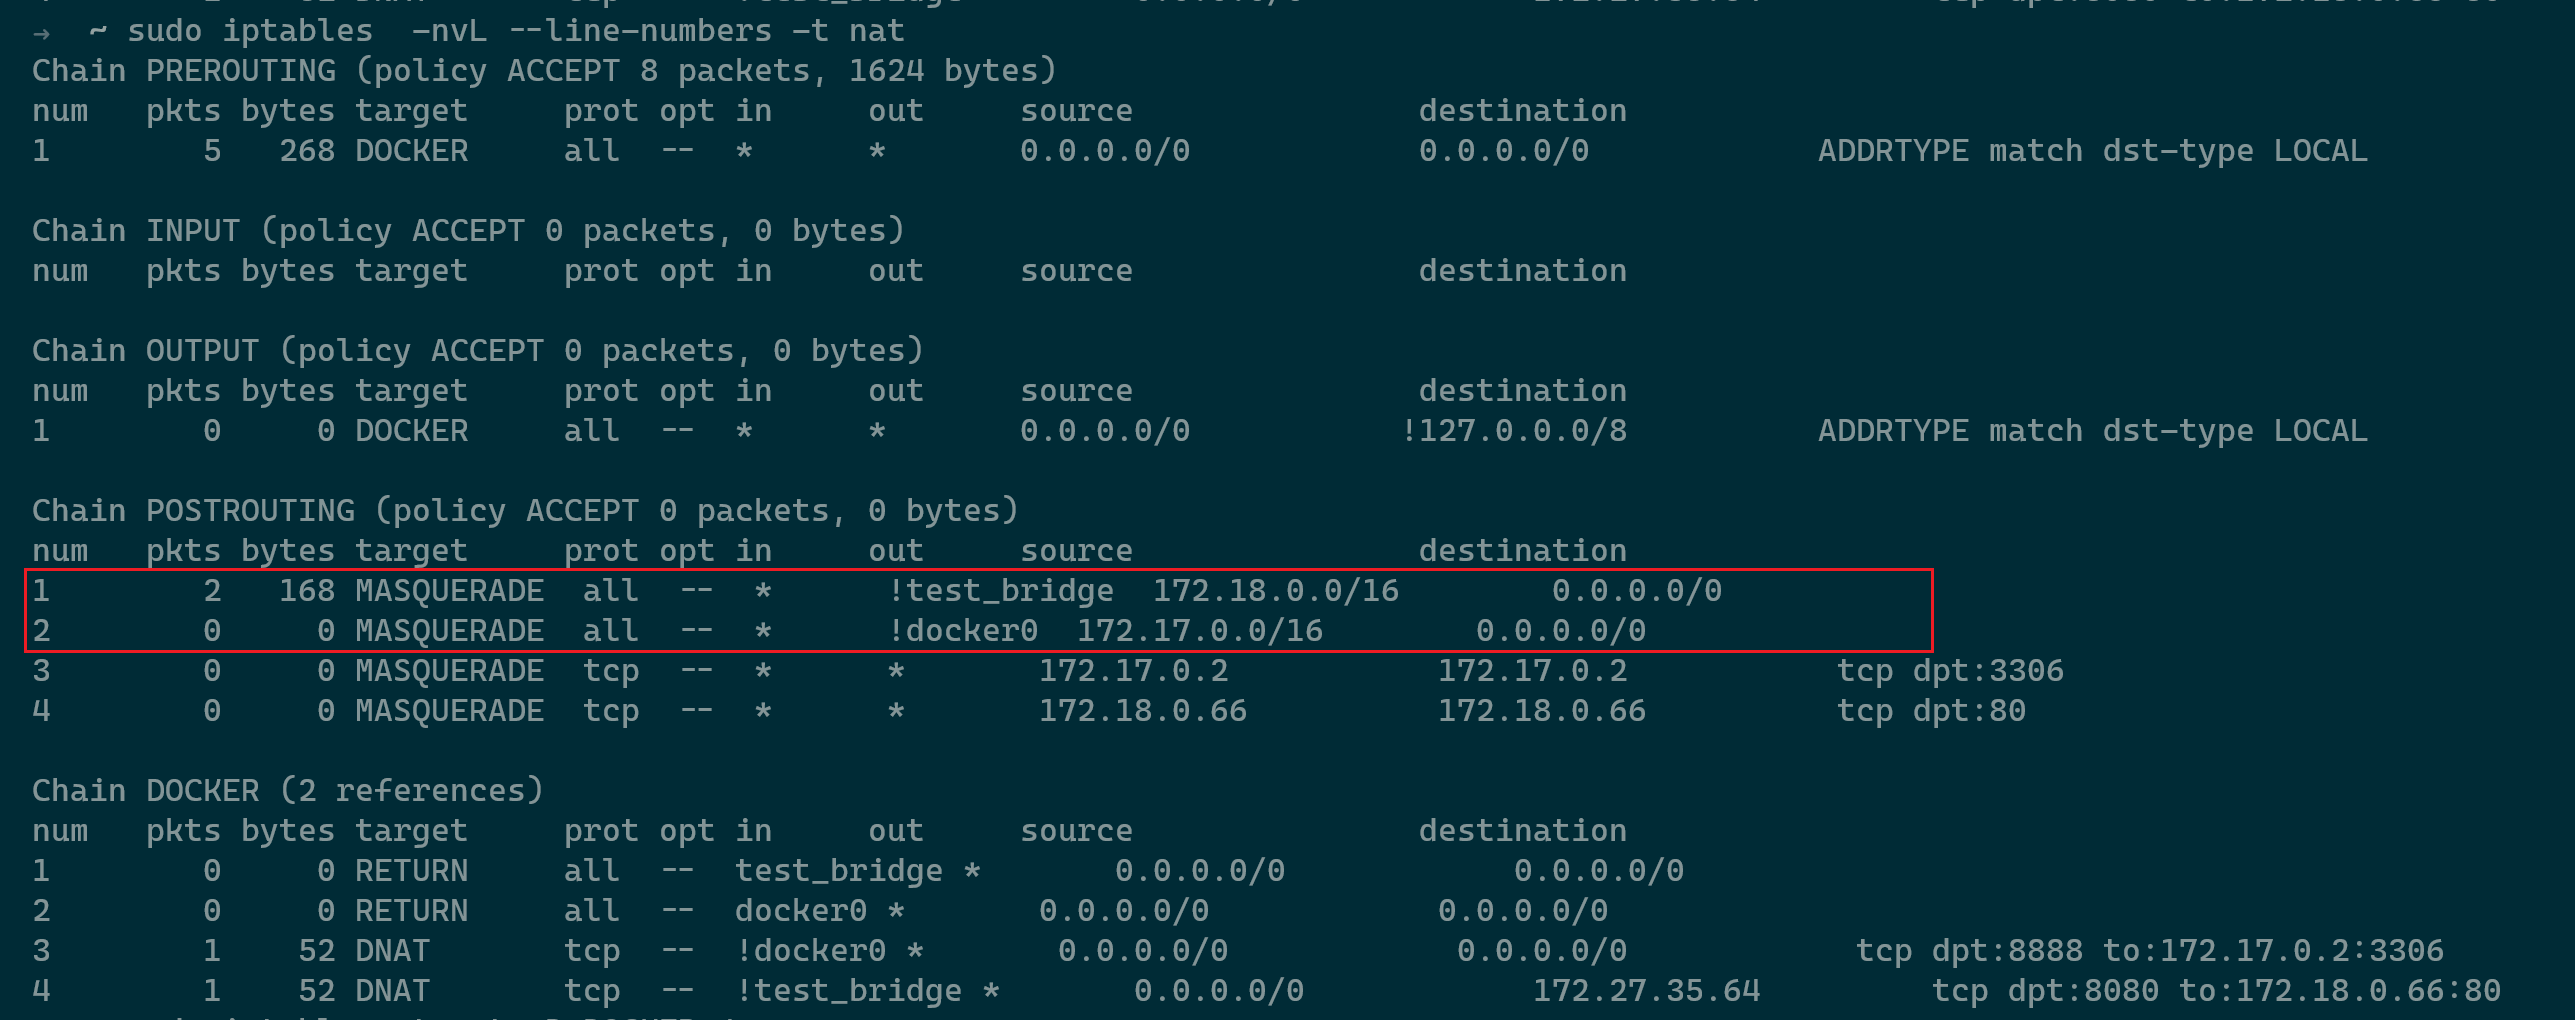 →  ~ sudo iptables  -nvL --line-numbers -t nat
Chain PREROUTING (policy ACCEPT 8 packets, 1624 bytes)
num   pkts bytes target     prot opt in     out     source               destination
1        5   268 DOCKER     all  --  *      *       0.0.0.0/0            0.0.0.0/0            ADDRTYPE match dst-type LOCAL
Chain INPUT (policy ACCEPT 0 packets, 0 bytes)
num   pkts bytes target     prot opt in     out     source               destination
Chain OUTPUT (policy ACCEPT 0 packets, 0 bytes)
num   pkts bytes target     prot opt in     out     source               destination
1        0     0 DOCKER     all  --  *      *       0.0.0.0/0           !127.0.0.0/8          ADDRTYPE match dst-type LOCAL
Chain POSTROUTING (policy ACCEPT 0 packets, 0 bytes)
num   pkts bytes target     prot opt in     out     source               destination
1        2   168 MASQUERADE  all  --  *      !test_bridge  172.18.0.0/16        0.0.0.0/0
2        0     0 MASQUERADE  all  --  *      !docker0  172.17.0.0/16        0.0.0.0/0
3        0     0 MASQUERADE  tcp  --  *      *       172.17.0.2           172.17.0.2           tcp dpt:3306
4        0     0 MASQUERADE  tcp  --  *      *       172.18.0.66          172.18.0.66          tcp dpt:80
Chain DOCKER (2 references)
num   pkts bytes target     prot opt in     out     source               destination
1        0     0 RETURN     all  --  test_bridge *       0.0.0.0/0            0.0.0.0/0
2        0     0 RETURN     all  --  docker0 *       0.0.0.0/0            0.0.0.0/0
3        1    52 DNAT       tcp  --  !docker0 *       0.0.0.0/0            0.0.0.0/0            tcp dpt:8888 to:172.17.0.2:3306
4        1    52 DNAT       tcp  --  !test_bridge *       0.0.0.0/0            172.27.35.64         tcp dpt:8080 to:172.18.0.66:80